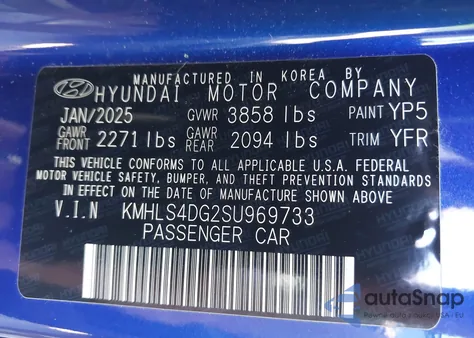 MANUFACTURED IN KOREA BY
HYUNDAI MOTOR COMPANY
JAN/2025 GVWR 3858 lbs PAINT YP5
GAWR FRONT 2271 lbs GAWR REAR 2094 lbs TRIM YFR
THIS VEHICLE CONFORMS TO ALL APPLICABLE U.S.A. FEDERAL
MOTOR VEHICLE SAFETY, BUMPER, AND THEFT PREVENTION STANDARDS
IN EFFECT ON THE DATE OF MANUFACTURE SHOWN ABOVE.
V.I.N KMHLS4DG2SU969733
PASSENGER CAR
autoSnap